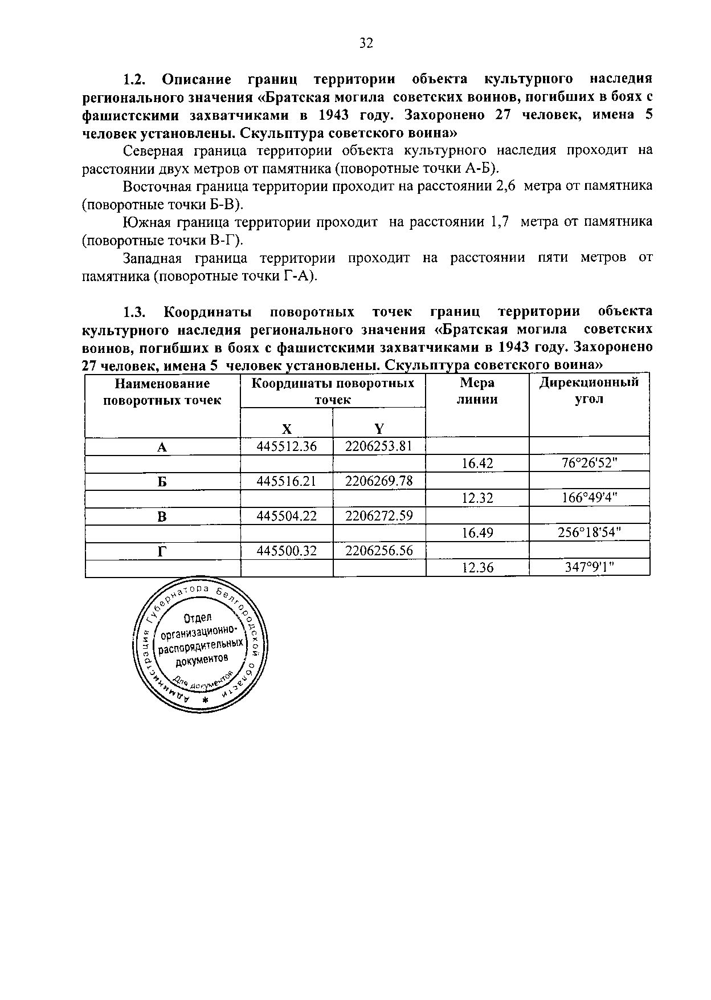 32
1.2. Описание границ территории объекта культурного наследия
регионального значения «Братская могила советских воинов, погибших в боях с
фашистскими захватчиками в 1943 году. Захоронено 27 человек, имена 5
человек установлены. Скульптура советского воина»
Северная граница территории объекта культурного наследия проходит на
расстоянии двух метров от памятника (поворотные точки А-Б).
Восточная граница территории проходит на расстоянии 2,6 метра от памятника
(поворотные точки Б-В).
Южная граница территории проходит на расстоянии 1,7 метра от памятника
(поворотные точки В-Г).
Западная граница территории проходит на расстоянии пяти метров от
памятника (поворотные точки Г-А).
1.3. Координаты поворотных точек границ территории объекта
культурного наследия регионального значения «Братская могила советских
воинов, погибших в боях с фашистскими захватчиками в 1943 году. Захоронено
27 человек, имена 5 человек установлены. Скульптура советского воина»
Наименование Координаты поворотных Мера Дирекционный
поворотных точек точек линии угол
X Y
А 445512.36 2206253.81
16.42 76°26'52"
Б 445516.21 2206269.78
12.32 166°49'4"
В 445504.22 2206272.59
16.49 256°18'54"
Г 445500.32 2206256.56
12.36 347°9'1"
Администрация Губернатора Белгородской области
Отдел
организационно-
распорядительных
документов
Для документов